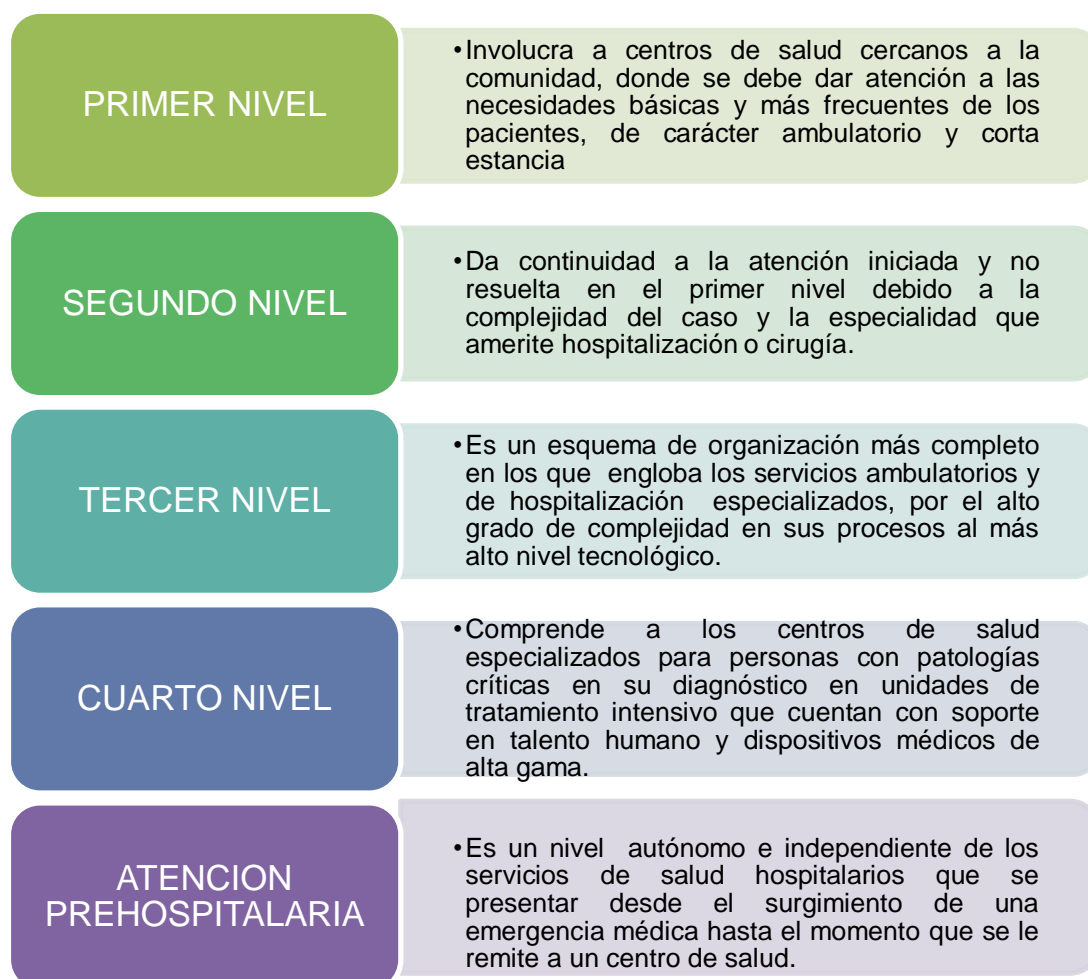 PRIMER NIVEL
•Involucra a centros de salud cercanos a la
comunidad, donde se debe dar atención a las
necesidades básicas y más frecuentes de los
pacientes, de carácter ambulatorio y corta
estancia
SEGUNDO NIVEL
•Da continuidad a la atención iniciada y no
resuelta en el primer nivel debido a la
complejidad del caso y la especialidad que
amerite hospitalización o cirugía.
TERCER NIVEL
•Es un esquema de organización más completo
en los que engloba los servicios ambulatorios y
de hospitalización especializados, por el alto
grado de complejidad en sus procesos al más
alto nivel tecnológico.
CUARTO NIVEL
•Comprende a los centros de salud
especializados para personas con patologías
críticas en su diagnóstico en unidades de
tratamiento intensivo que cuentan con soporte
en talento humano y dispositivos médicos de
alta gama.
ATENCION
PREHOSPITALARIA
•Es un nivel autónomo e independiente de los
servicios de salud hospitalarios que se
presentar desde el surgimiento de una
emergencia médica hasta el momento que se le
remite a un centro de salud.